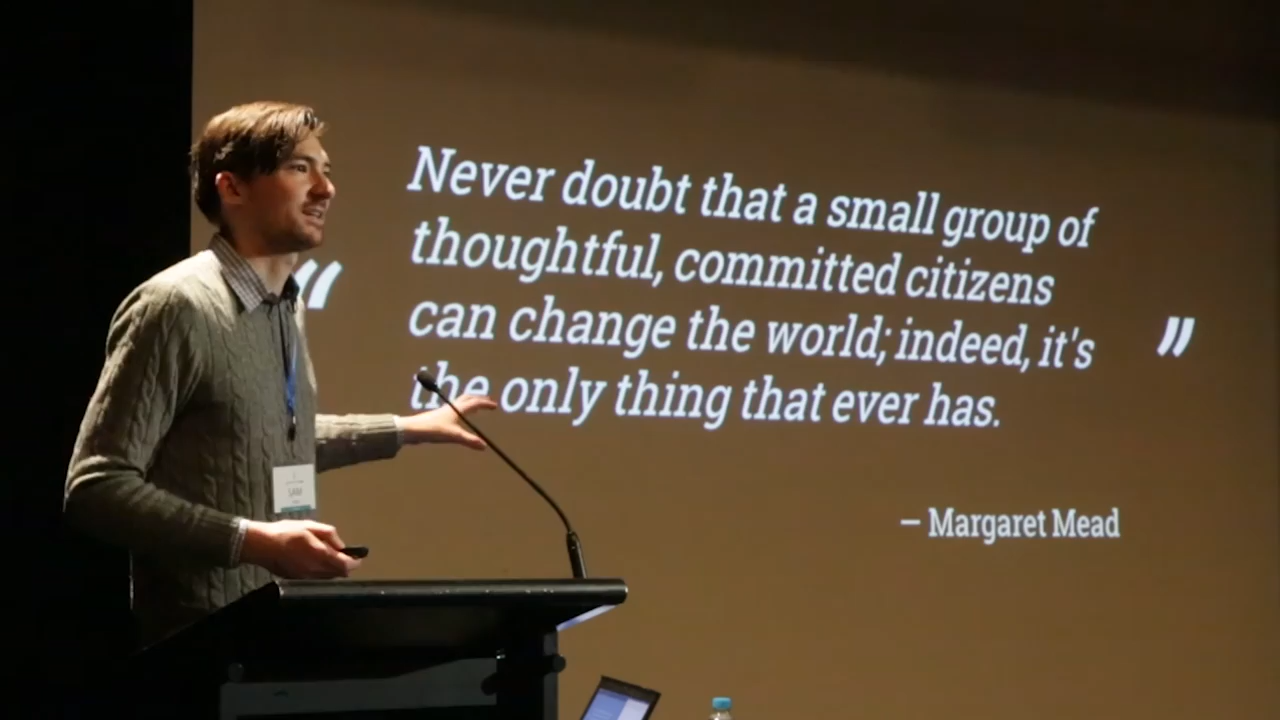 “
Never doubt that a small group of
thoughtful, committed citizens
can change the world; indeed, it's
the only thing that ever has.
”
– Margaret Mead